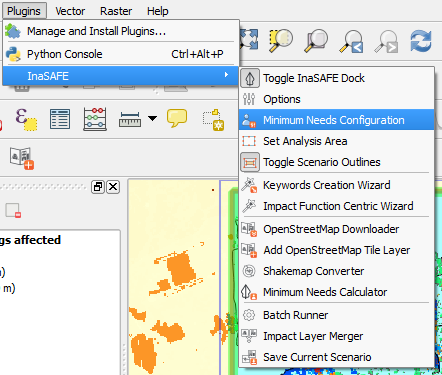 Plugins Vector Raster Help
Manage and Install Plugins...
Python Console Ctrl+Alt+P
InaSAFE
Toggle InaSAFE Dock
Options
Minimum Needs Configuration
Set Analysis Area
Toggle Scenario Outlines
Keywords Creation Wizard
Impact Function Centric Wizard
OpenStreetMap Downloader
Add OpenStreetMap Tile Layer
Shakemap Converter
Minimum Needs Calculator
Batch Runner
Impact Layer Merger
Save Current Scenario
gs affected
)
m)